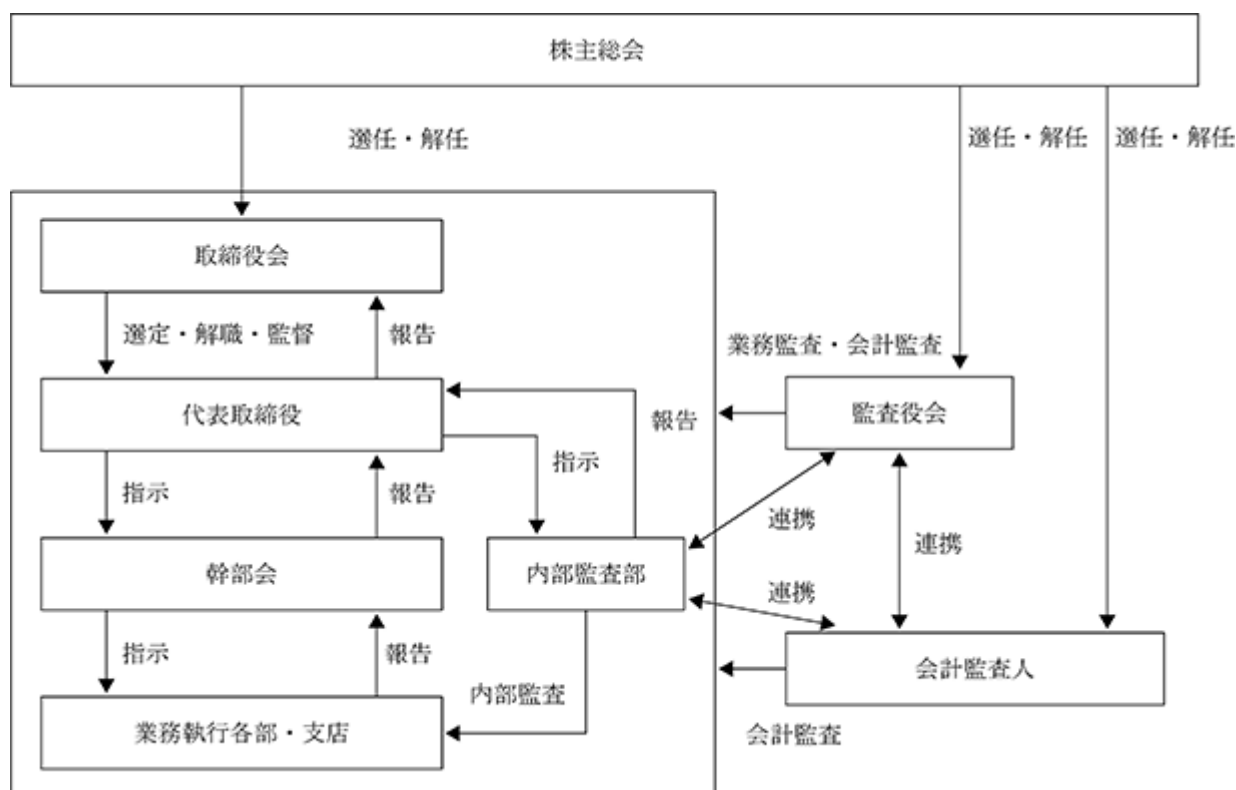 株主総会
選任・解任
選任・解任
選任・解任
取締役会
選定・解職・監督
報告
業務監査・会計監査
代表取締役
監査役会
報告
指示
指示
報告
連携
連携
幹部会
内部監査部
連携
指示
報告
会計監査人
内部監査
業務執行各部・支店
会計監査